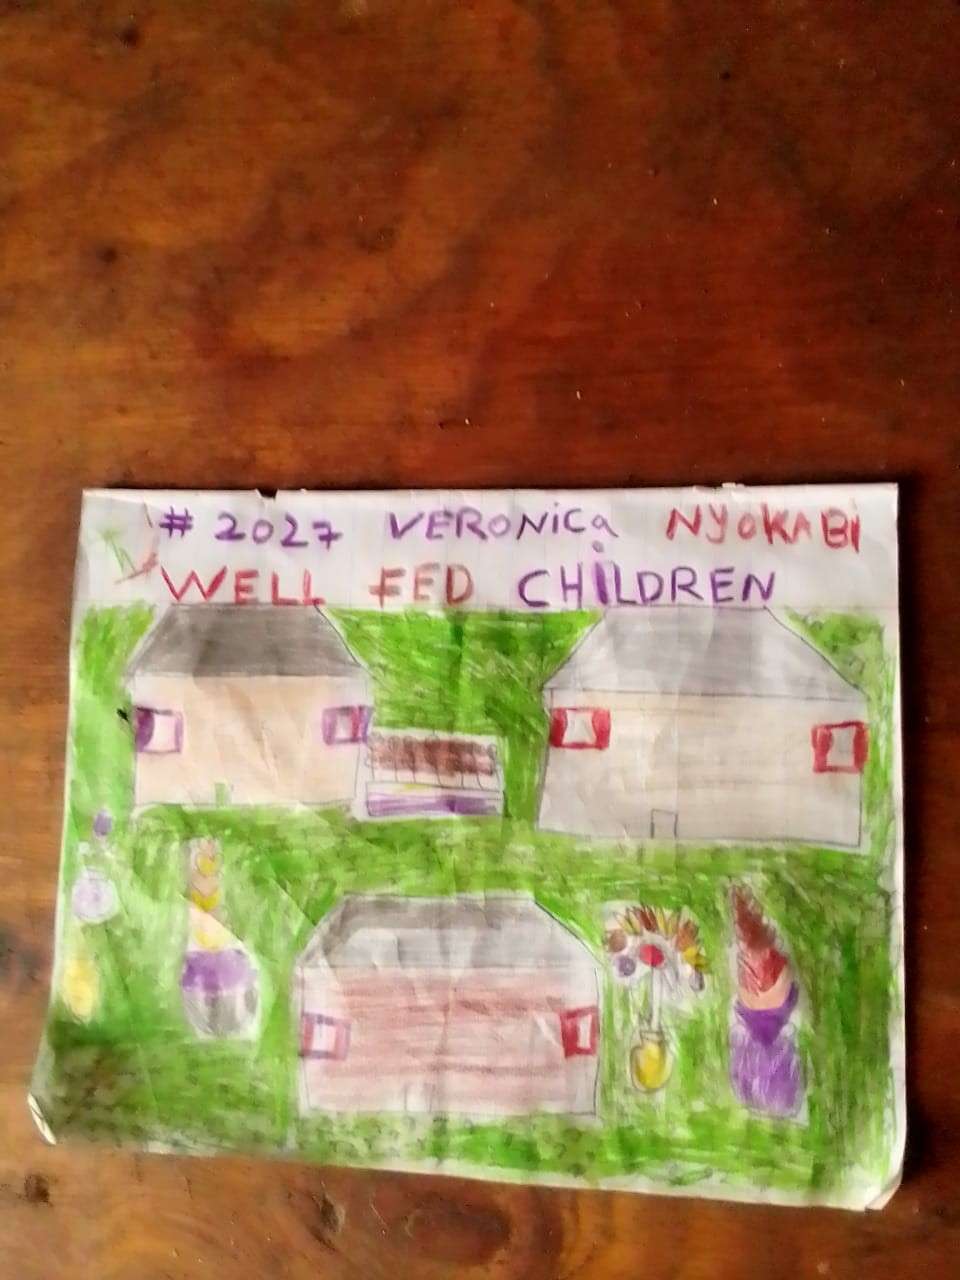 # 2027 VERONiCa NYOKABi
WELL FED CHiLDREN